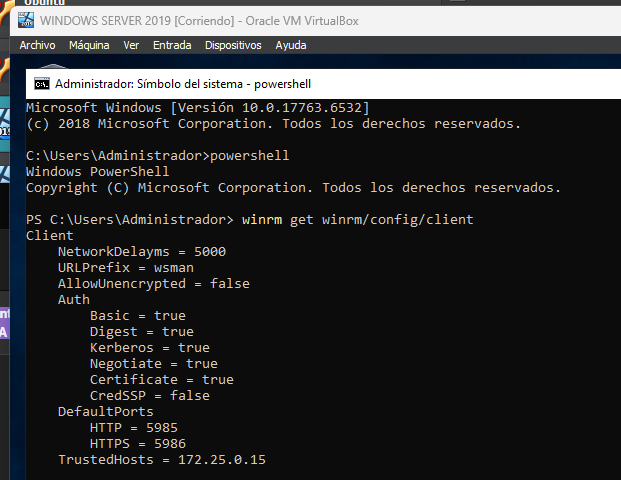 Ubuntu
WINDOWS SERVER 2019 [Corriendo] - Oracle VM VirtualBox
Archivo Máquina Ver Entrada Dispositivos Ayuda
Administrador: Símbolo del sistema - powershell
Microsoft Windows [Versión 10.0.17763.6532]
(c) 2018 Microsoft Corporation. Todos los derechos reservados.
C:\Users\Administrador>powershell
Windows PowerShell
Copyright (C) Microsoft Corporation. Todos los derechos reservados.
PS C:\Users\Administrador> winrm get winrm/config/client
Client
NetworkDelayms = 5000
URLPrefix = wsman
AllowUnencrypted = false
Auth
Basic = true
Digest = true
Kerberos = true
Negotiate = true
Certificate = true
CredSSP = false
DefaultPorts
HTTP = 5985
HTTPS = 5986
TrustedHosts = 172.25.0.15